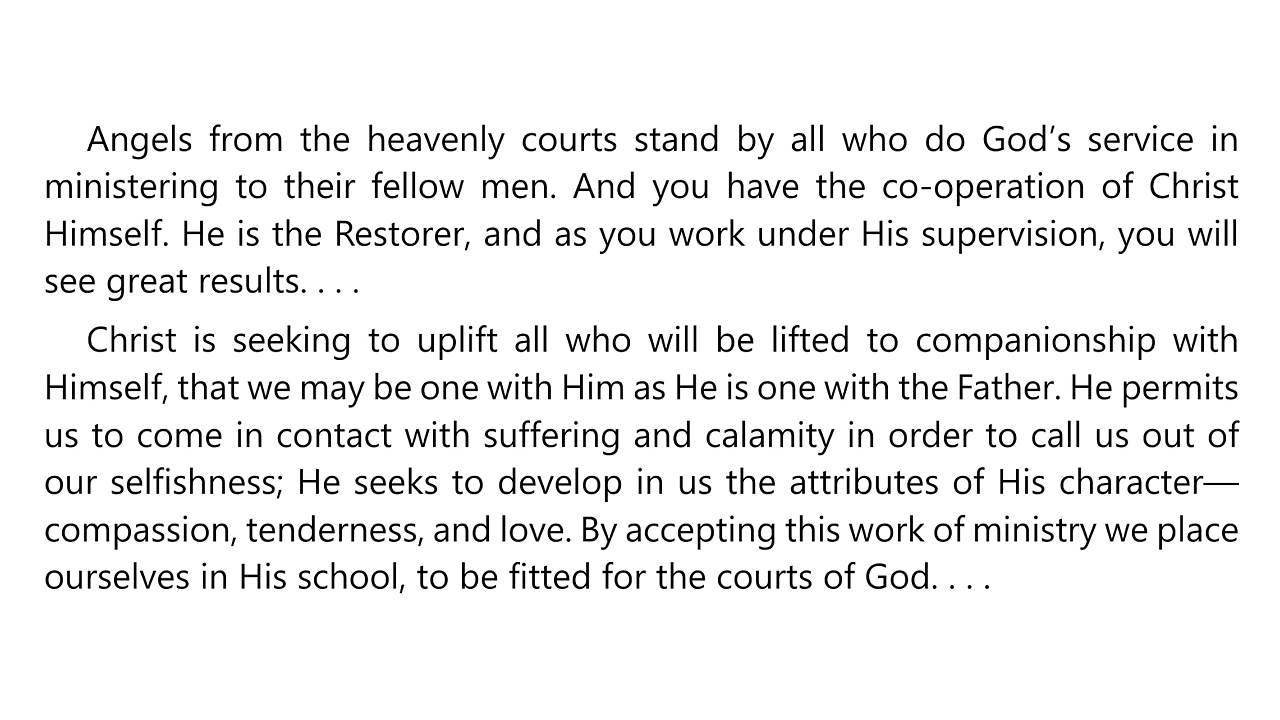 Angels from the heavenly courts stand by all who do God’s service in
ministering to their fellow men. And you have the co-operation of Christ
Himself. He is the Restorer, and as you work under His supervision, you will
see great results. . . .
Christ is seeking to uplift all who will be lifted to companionship with
Himself, that we may be one with Him as He is one with the Father. He permits
us to come in contact with suffering and calamity in order to call us out of
our selfishness; He seeks to develop in us the attributes of His character—
compassion, tenderness, and love. By accepting this work of ministry we place
ourselves in His school, to be fitted for the courts of God. . . .